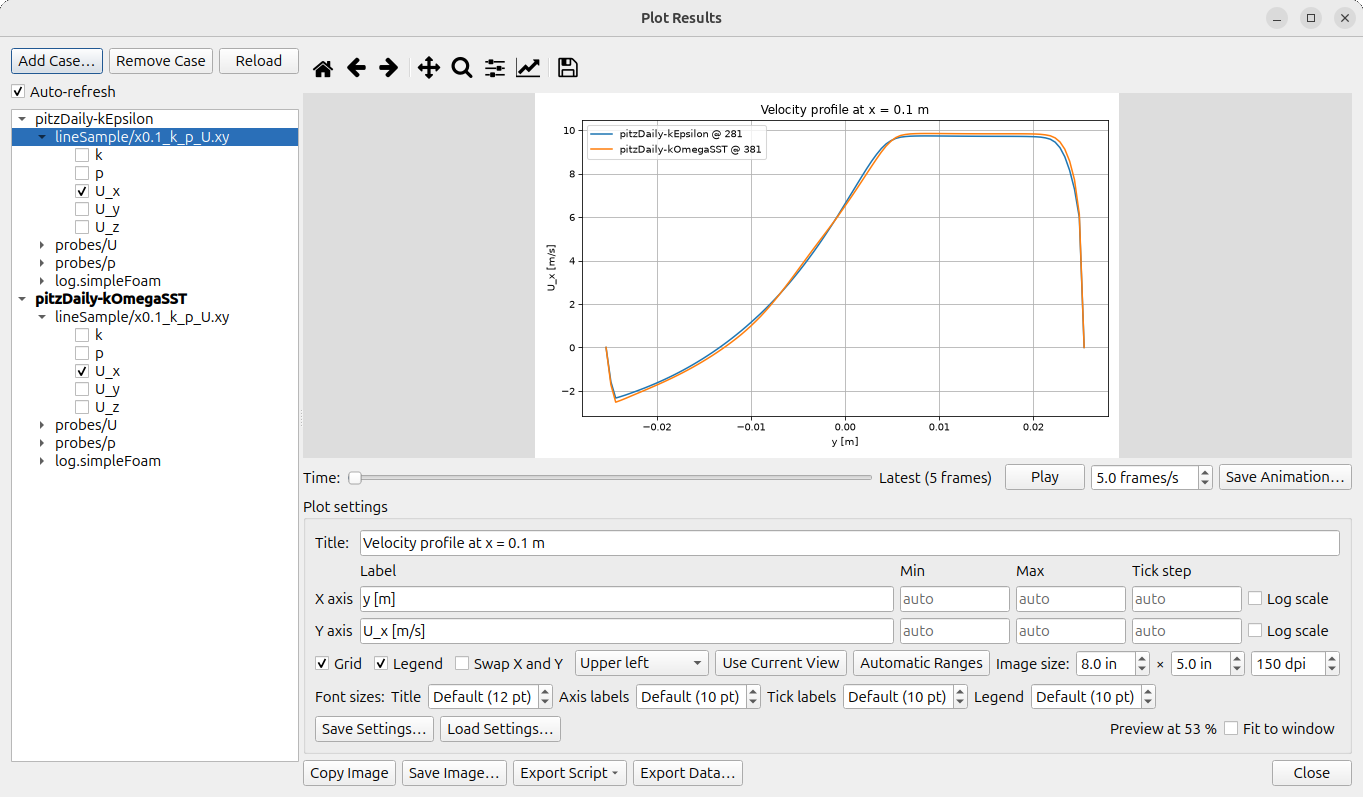 Plot Results
Add Case…
Remove Case
Reload
Auto-refresh
pitzDaily-kEpsilon
lineSample/x0.1_k_p_U.xy
k
p
U_x
U_y
U_z
probes/U
probes/p
log.simpleFoam
pitzDaily-kOmegaSST
lineSample/x0.1_k_p_U.xy
k
p
U_x
U_y
U_z
probes/U
probes/p
log.simpleFoam
Velocity profile at x = 0.1 m
pitzDaily-kEpsilon @ 281
pitzDaily-kOmegaSST @ 381
10
8
6
4
2
0
−2
U_x [m/s]
−0.02 −0.01 0.00 0.01 0.02
y [m]
Time: Latest (5 frames) Play 5.0 frames/s Save Animation…
Plot settings
Title: Velocity profile at x = 0.1 m
Label Min Max Tick step
X axis y [m] auto auto auto Log scale
Y axis U_x [m/s] auto auto auto Log scale
Grid Legend Swap X and Y Upper left Use Current View Automatic Ranges Image size: 8.0 in × 5.0 in 150 dpi
Font sizes: Title Default (12 pt) Axis labels Default (10 pt) Tick labels Default (10 pt) Legend Default (10 pt)
Save Settings… Load Settings… Preview at 53 % Fit to window
Copy Image Save Image… Export Script Export Data… Close